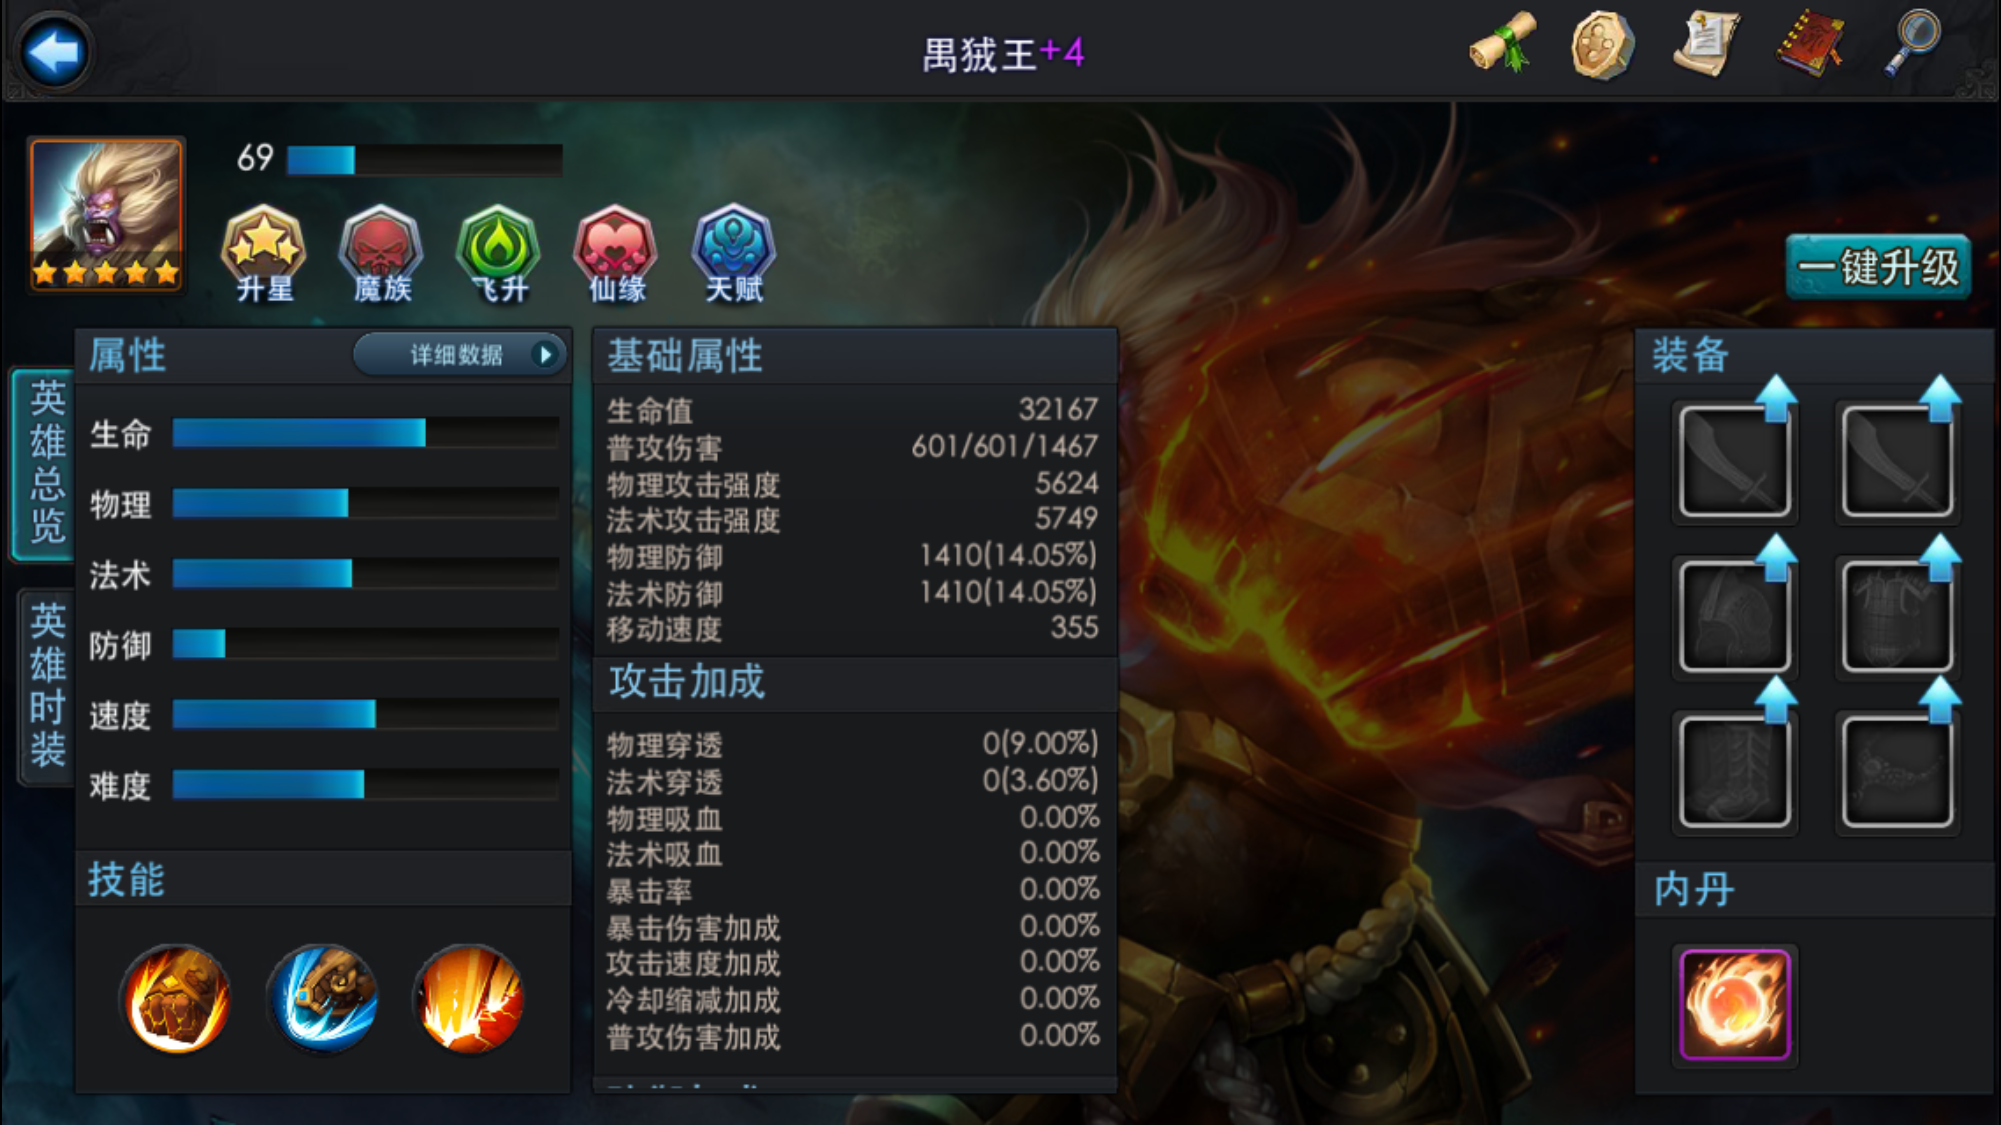 禺狨王+4
69
升星
魔族
飞升
仙缘
天赋
一键升级
英雄总览
英雄时装
属性
详细数据
生命
物理
法术
防御
速度
难度
技能
基础属性
生命值 32167
普攻伤害 601/601/1467
物理攻击强度 5624
法术攻击强度 5749
物理防御 1410(14.05%)
法术防御 1410(14.05%)
移动速度 355
攻击加成
物理穿透 0(9.00%)
法术穿透 0(3.60%)
物理吸血 0.00%
法术吸血 0.00%
暴击率 0.00%
暴击伤害加成 0.00%
攻击速度加成 0.00%
冷却缩减加成 0.00%
普攻伤害加成 0.00%
装备
内丹